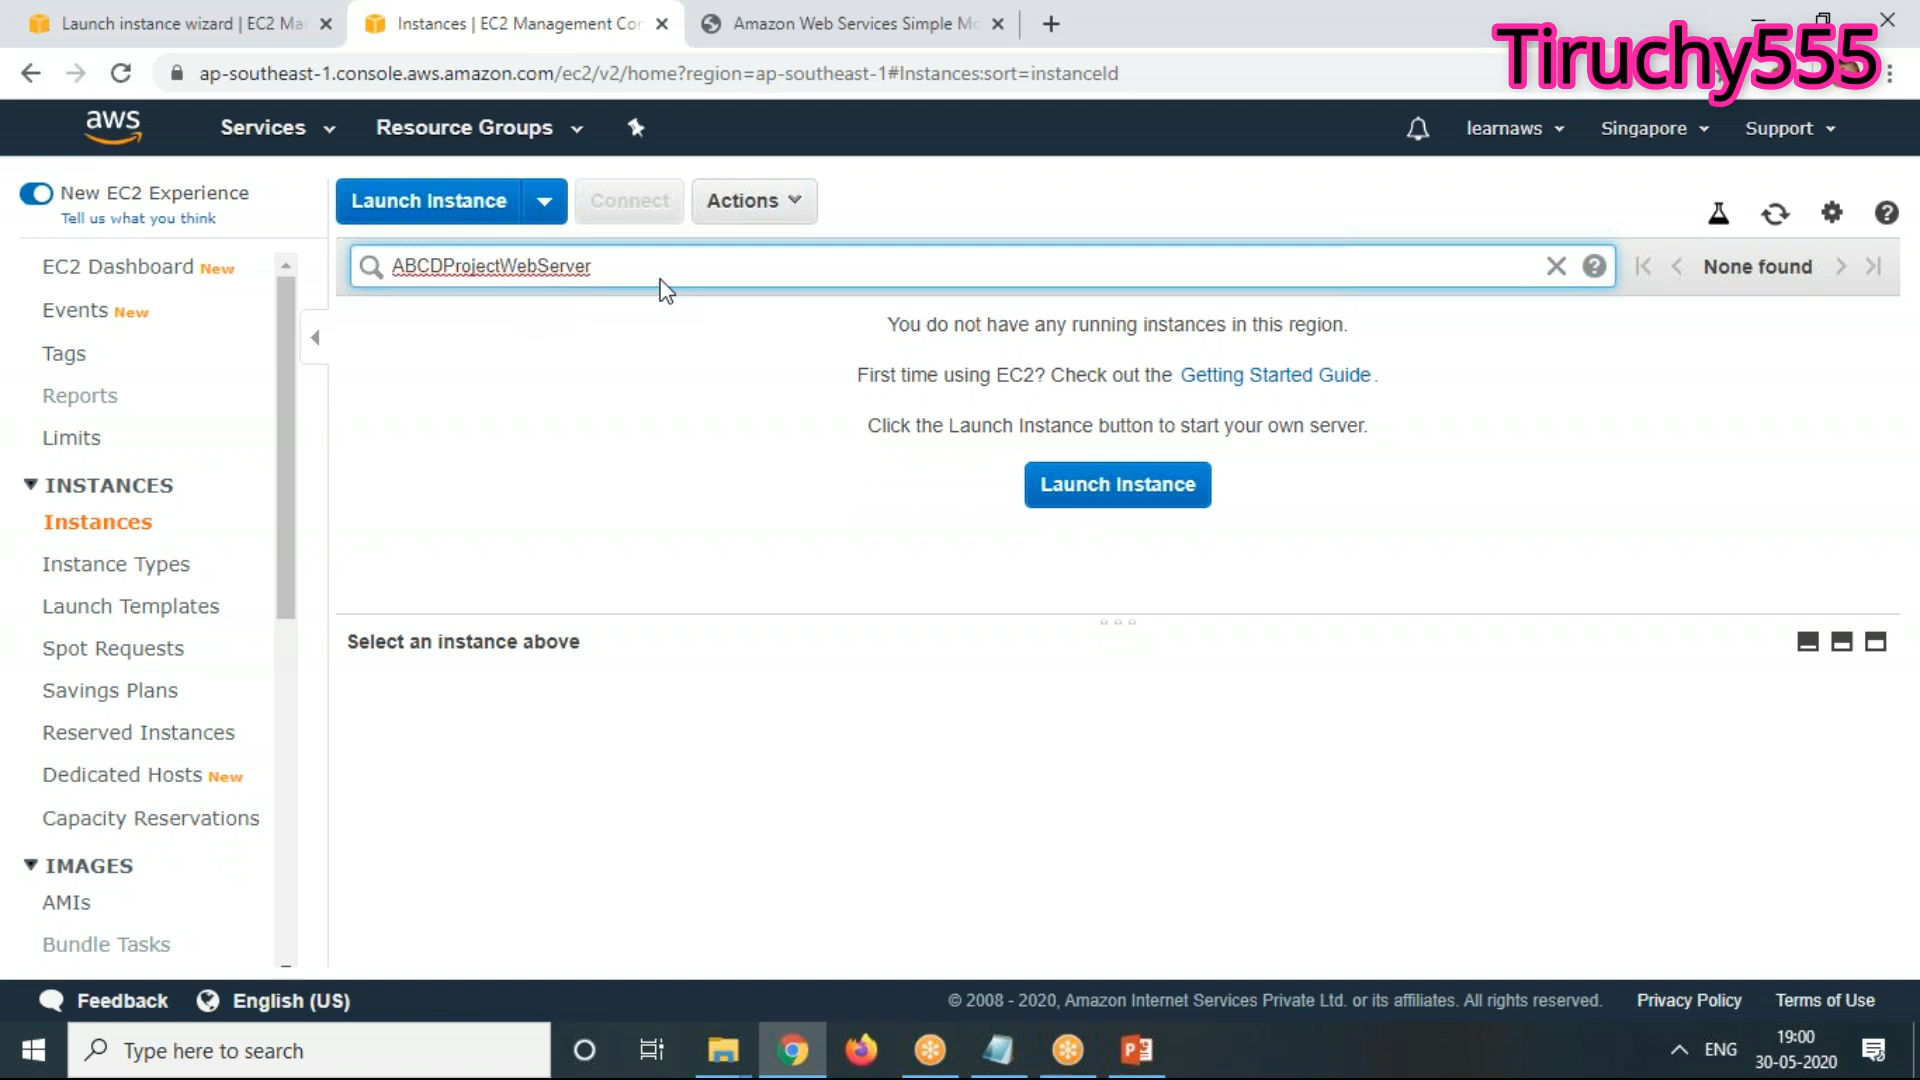 Launch instance wizard | EC2 Ma
Instances | EC2 Management Co
Amazon Web Services Simple Mo
Tiruchy555
ap-southeast-1.console.aws.amazon.com/ec2/v2/home?region=ap-southeast-1#Instances:sort=instanceId
aws
Services
Resource Groups
learnaws
Singapore
Support
New EC2 Experience
Tell us what you think
Launch Instance
Connect
Actions
ABCDProjectWebServer
None found
EC2 Dashboard New
Events New
Tags
Reports
Limits
INSTANCES
Instances
Instance Types
Launch Templates
Spot Requests
Savings Plans
Reserved Instances
Dedicated Hosts New
Capacity Reservations
IMAGES
AMIs
Bundle Tasks
You do not have any running instances in this region.
First time using EC2? Check out the Getting Started Guide.
Click the Launch Instance button to start your own server.
Launch Instance
Select an instance above
Feedback
English (US)
© 2008 - 2020, Amazon Internet Services Private Ltd. or its affiliates. All rights reserved.
Privacy Policy
Terms of Use
Type here to search
ENG
19:00
30-05-2020